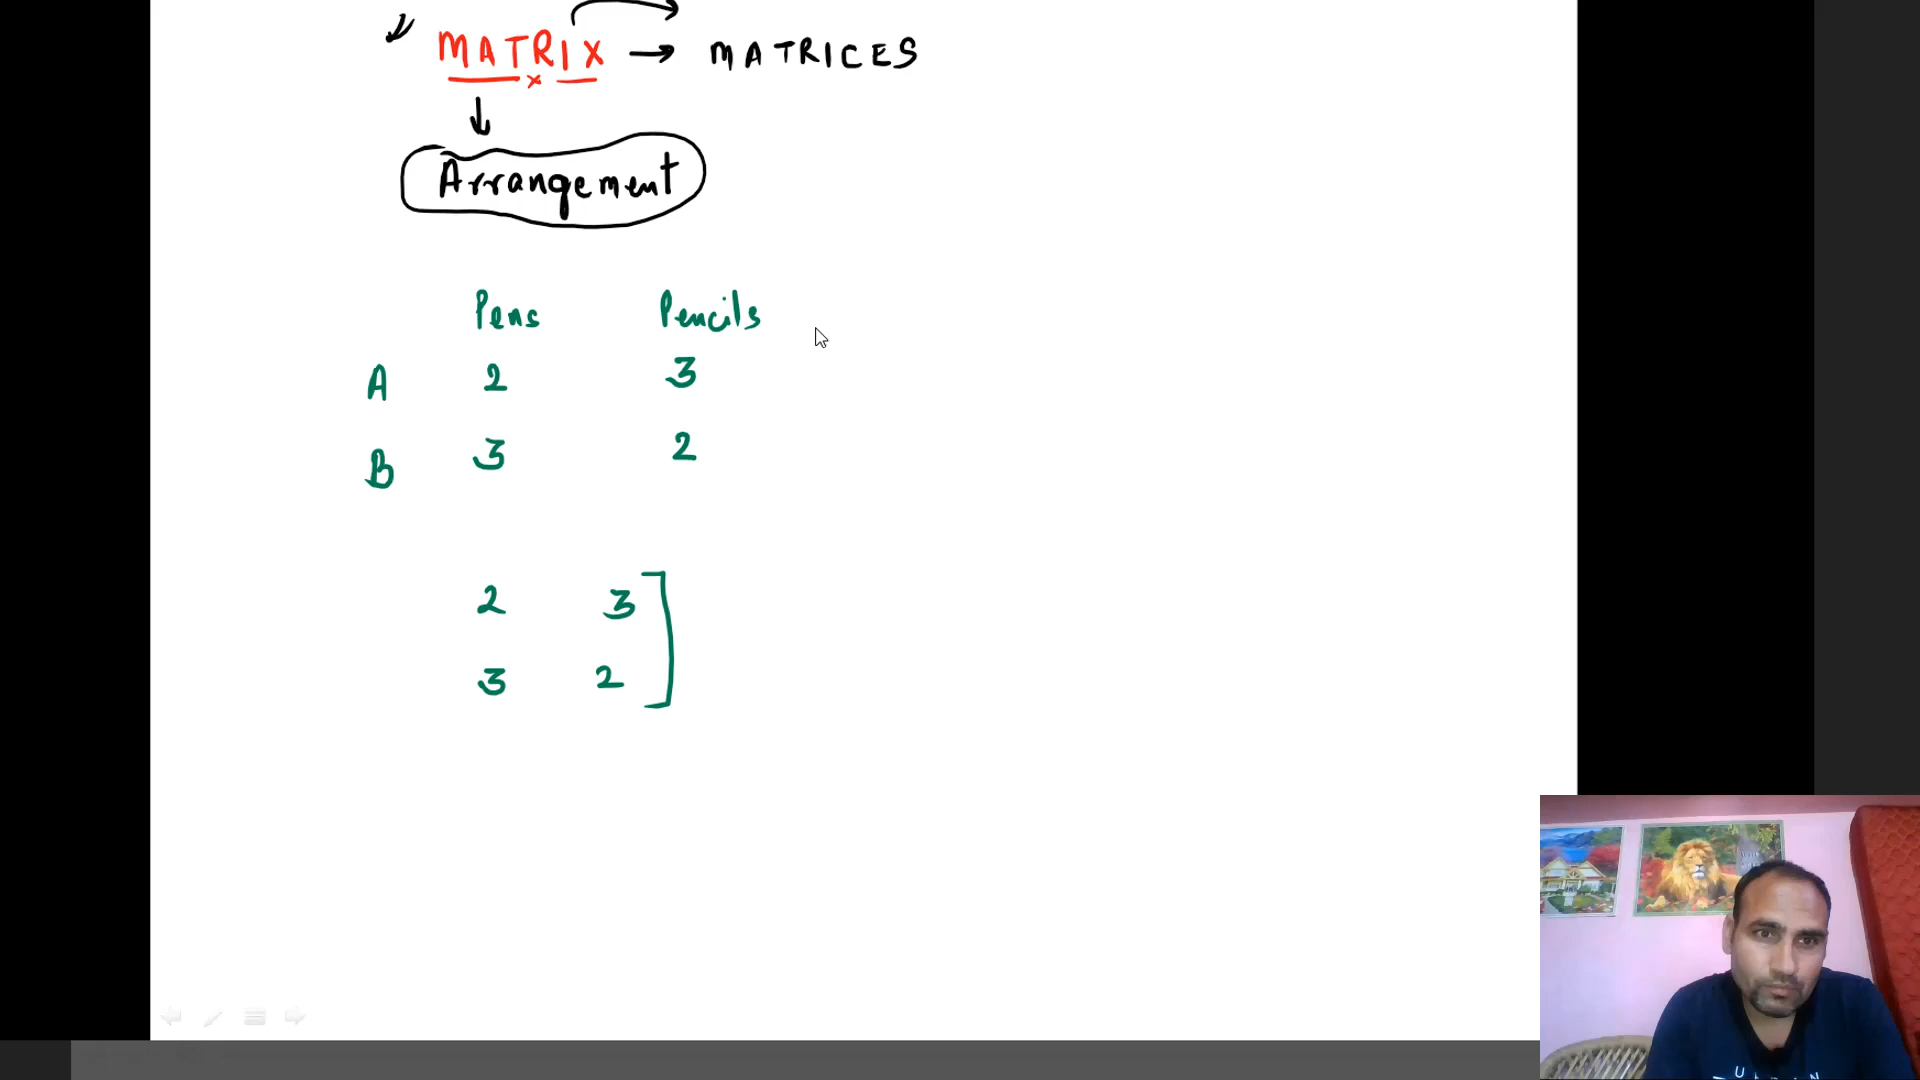 MATRIX → MATRICES
Arrangement
Pens Pencils
A 2 3
B 3 2
2 3
3 2 ]